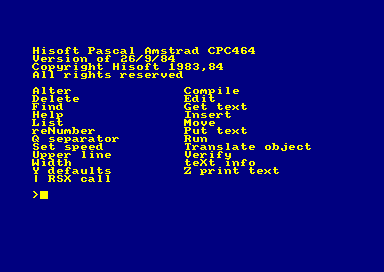 Hisoft Pascal Amstrad CPC464
Version of 26/9/84
Copyright Hisoft 1983,84
All rights reserved
Alter Compile
Delete Edit
Find Get text
Help Insert
List Move
reNumber Put text
Q separator Run
Set speed Translate object
Upper line Verify
Width teXt info
Y defaults Z print text
| RSX call
>